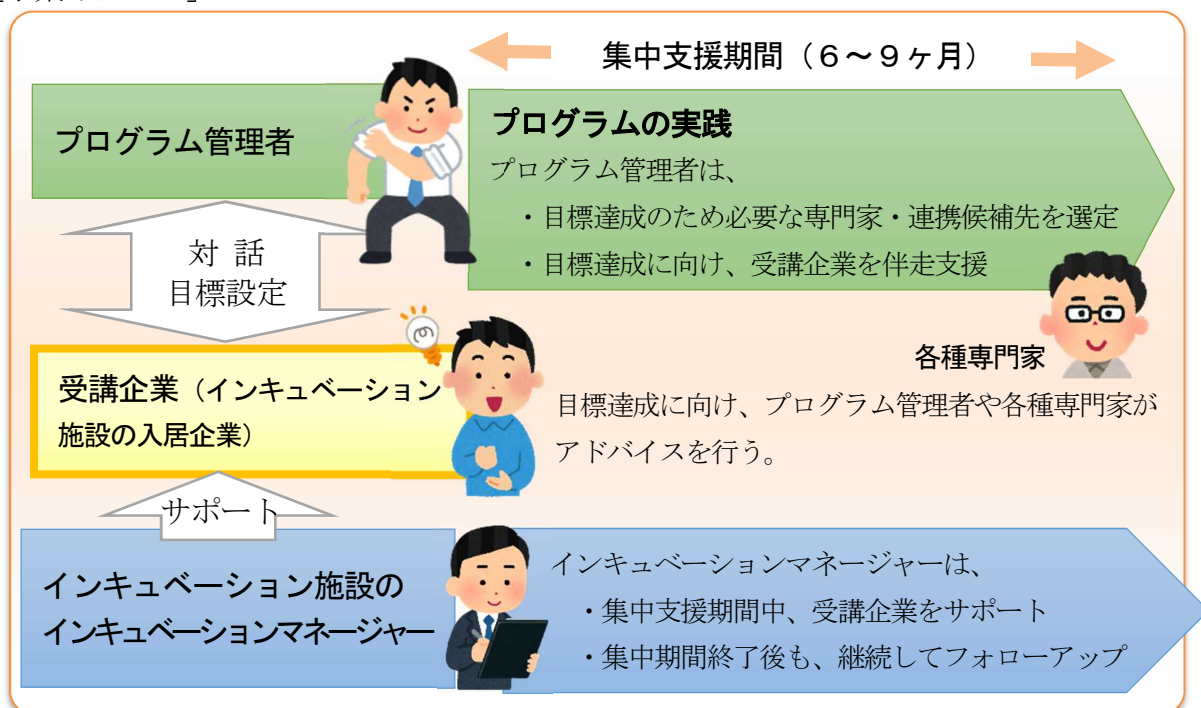 集中支援期間（６～９ヶ月）
プログラム管理者
プログラムの実践
プログラム管理者は、
・目標達成のため必要な専門家・連携候補先を選定
・目標達成に向け、受講企業を伴走支援
対 話
目標設定
各種専門家
受講企業（インキュベーション
施設の入居企業）
目標達成に向け、プログラム管理者や各種専門家が
アドバイスを行う。
サポート
インキュベーション施設の
インキュベーションマネージャー
インキュベーションマネージャーは、
・集中支援期間中、受講企業をサポート
・集中期間終了後も、継続してフォローアップ